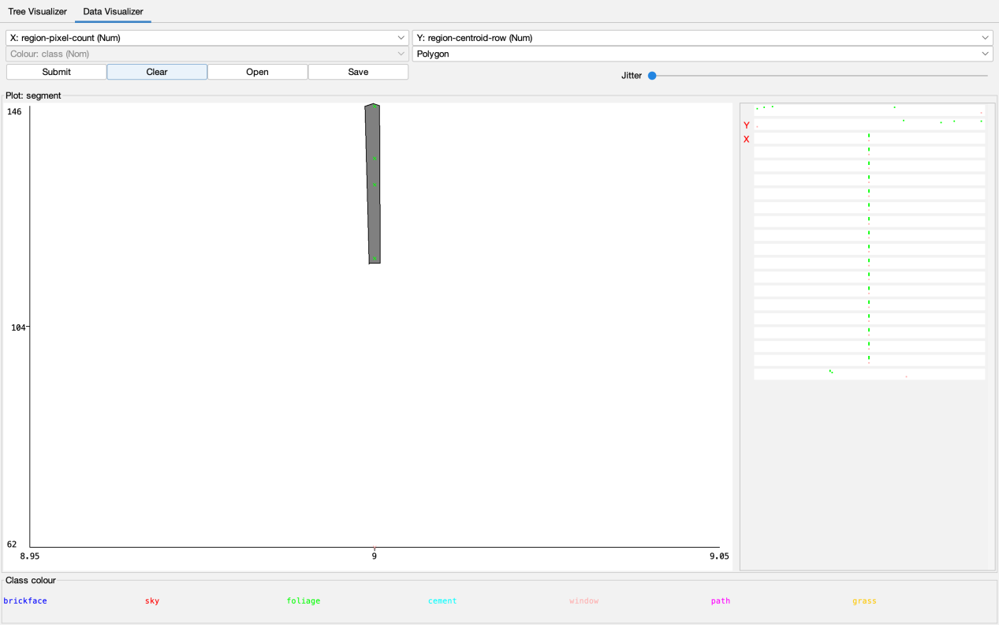 Tree Visualizer Data Visualizer
X: region-pixel-count (Num) Y: region-centroid-row (Num)
Colour: class (Nom) Polygon
Submit Clear Open Save Jitter
Plot: segment
146
Y
X
104
62
8.95 9 9.05
Class colour
brickface sky foliage cement window path grass